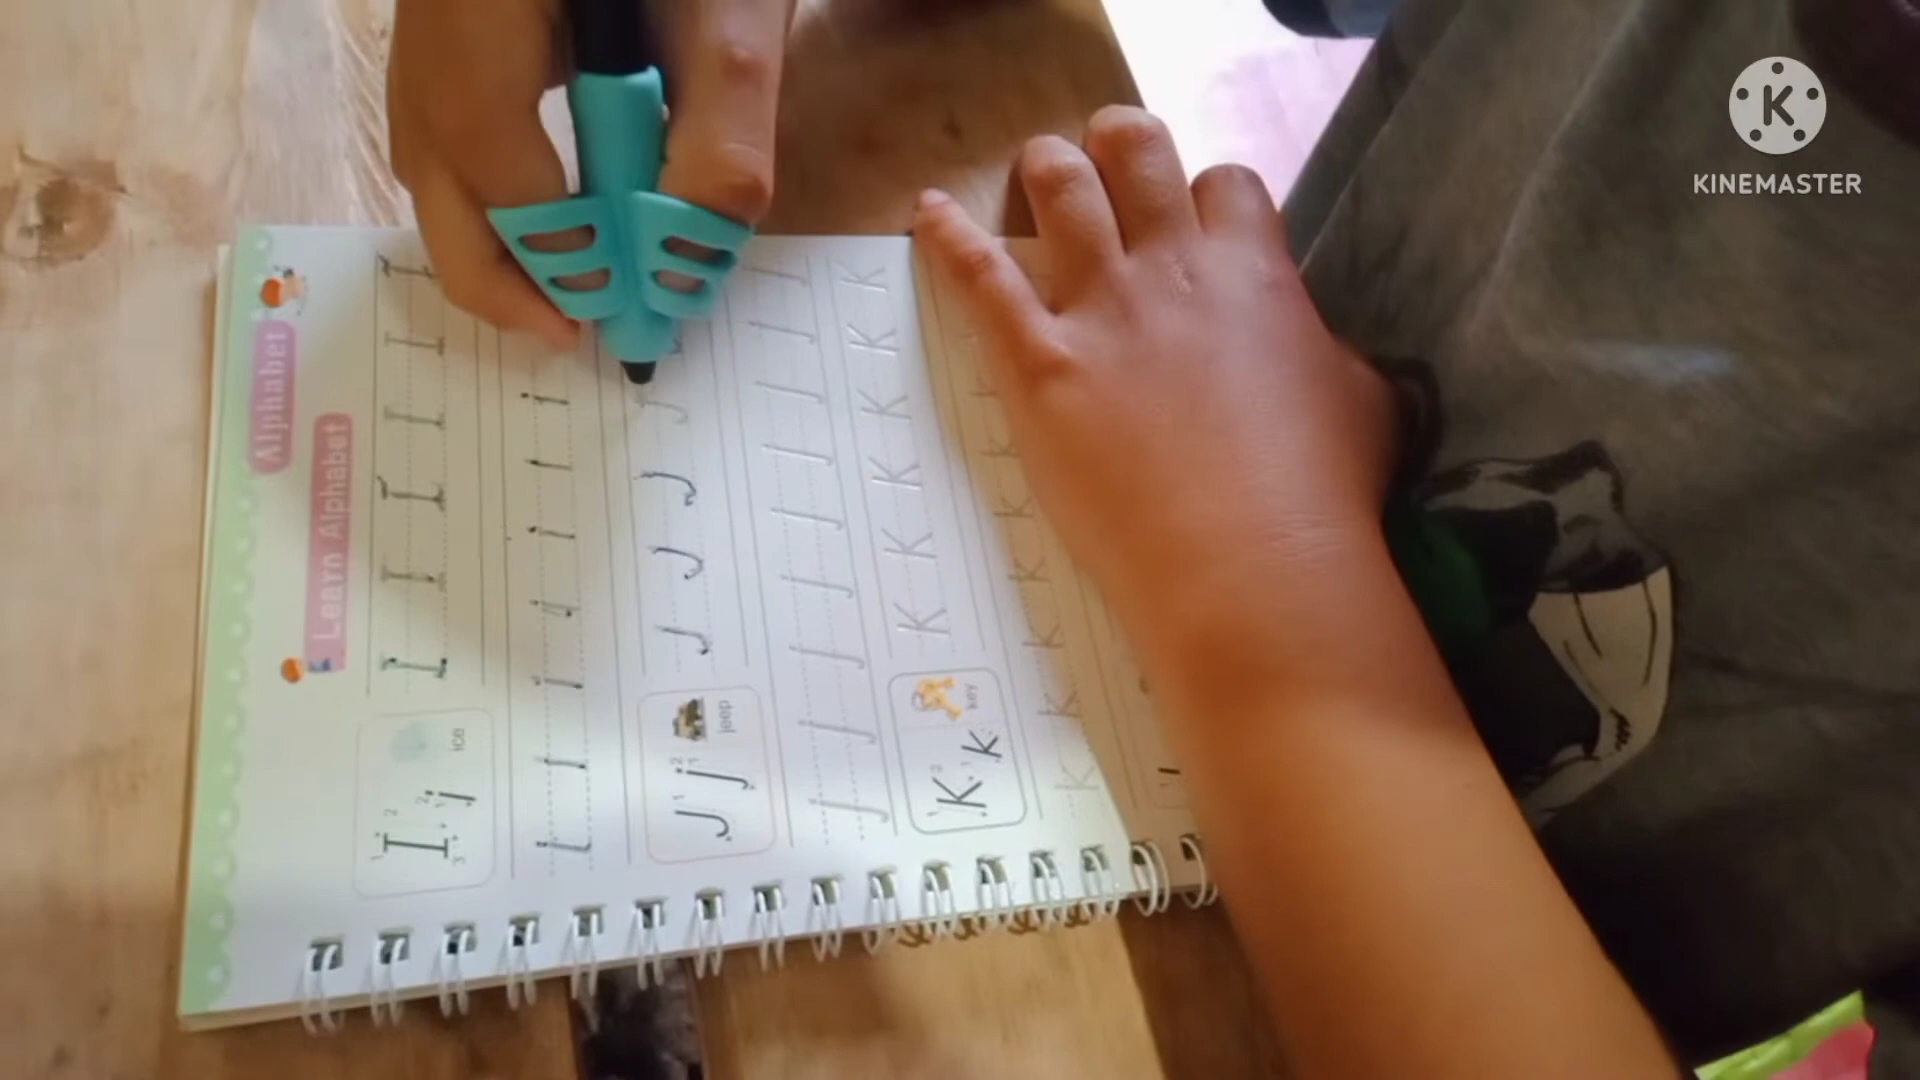 KINEMASTER
Alphabet
Learn Alphabet
I i ice I I I I I I
i i i i i i i
J j jeep J J J J J
j j j j j j j j j
K k key K K K K K K
k k k k k k k